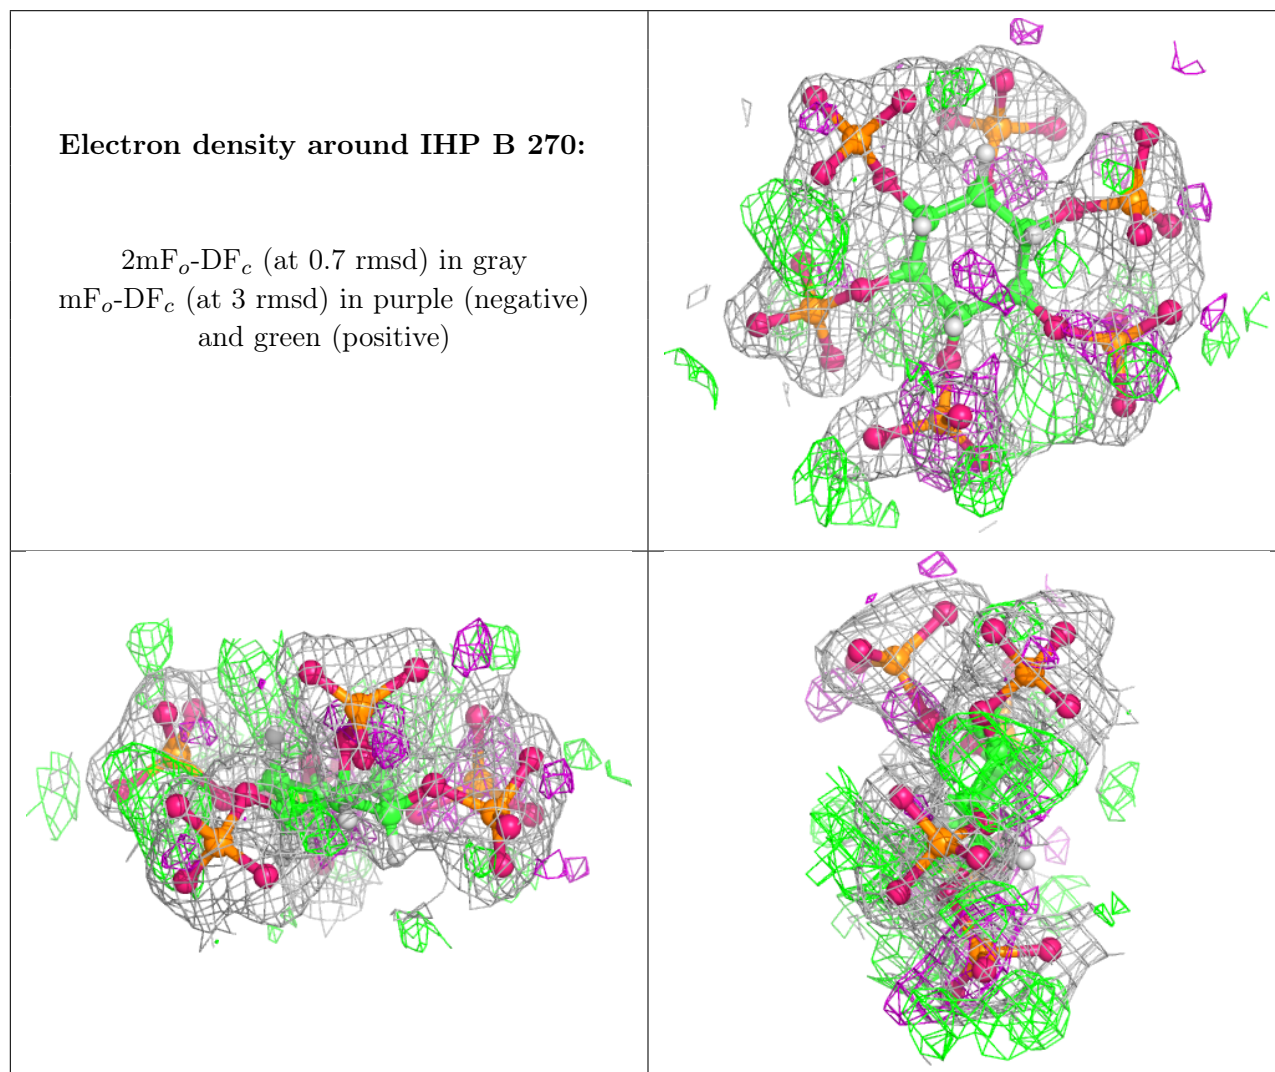 Electron density around IHP B 270:
2mFo-DFc (at 0.7 rmsd) in gray
mFo-DFc (at 3 rmsd) in purple (negative)
and green (positive)